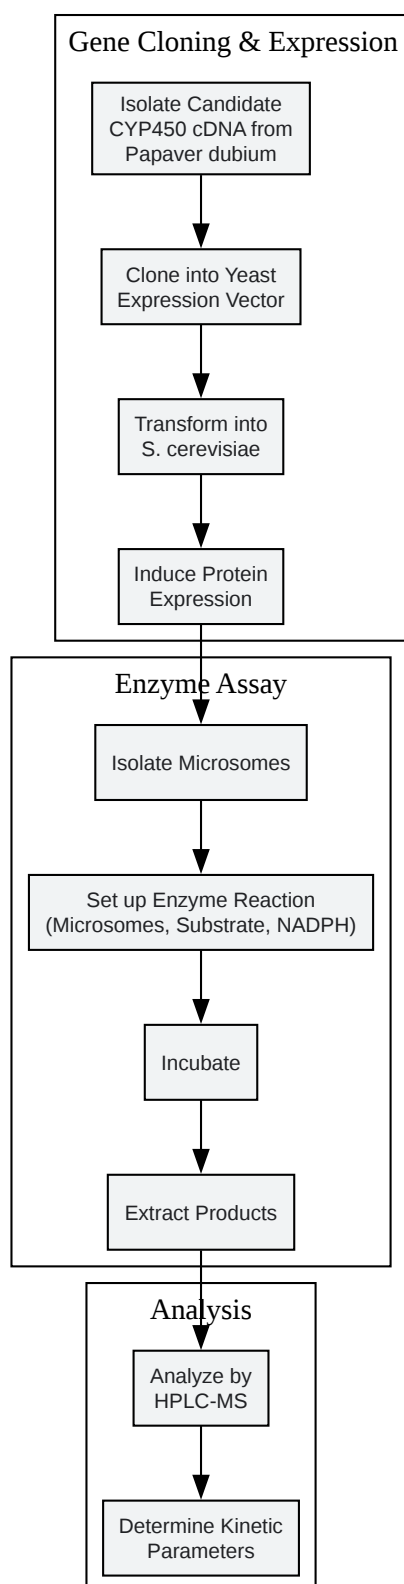 Gene Cloning & Expression
Isolate Candidate
CYP450 cDNA from
Papaver dubium
Clone into Yeast
Expression Vector
Transform into
S. cerevisiae
Induce Protein
Expression
Enzyme Assay
Isolate Microsomes
Set up Enzyme Reaction
(Microsomes, Substrate, NADPH)
Incubate
Extract Products
Analysis
Analyze by
HPLC-MS
Determine Kinetic
Parameters